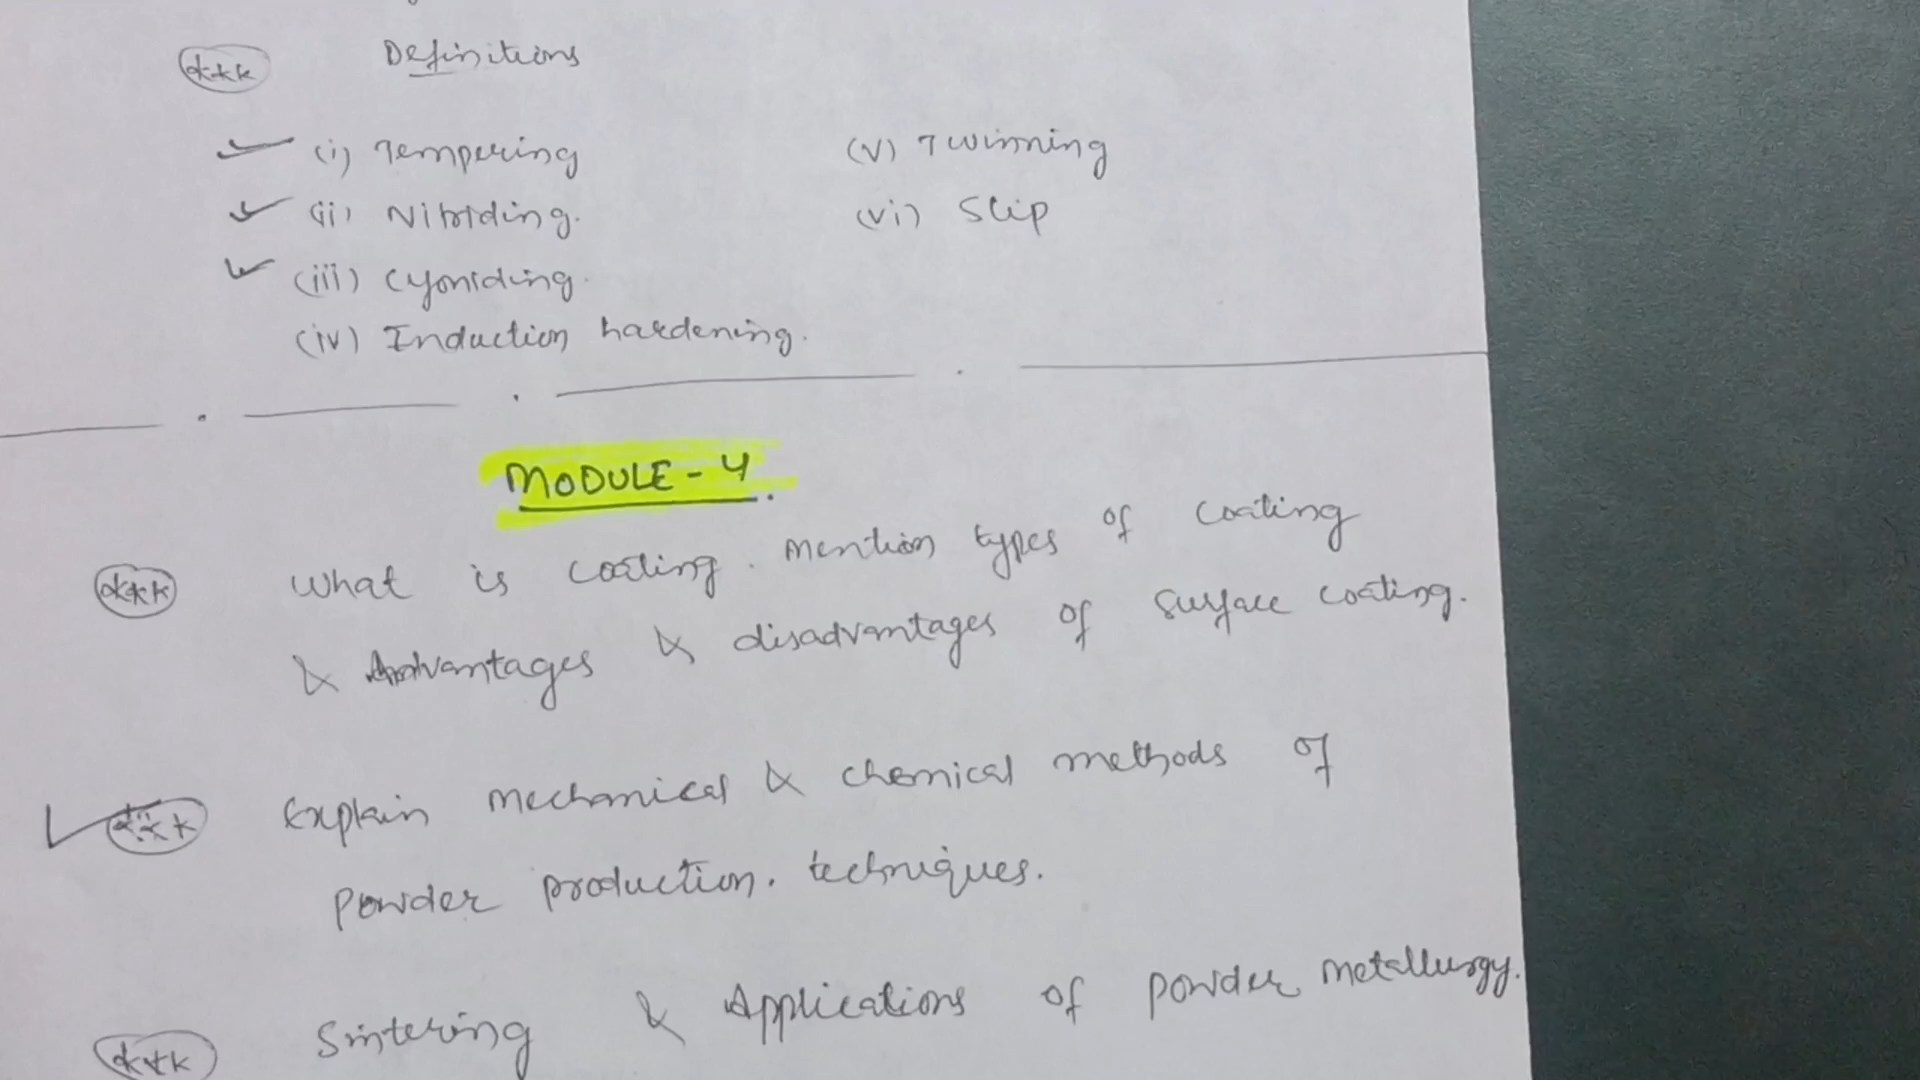 *** Definitions
(i) Tempering (v) Twinning
(ii) Nitriding. (vi) Slip
(iii) Cyaniding.
(iv) Induction hardening.
MODULE - 4.
*** What is coating. Mention types of coating
& Advantages & disadvantages of surface coating.
*** Explain mechanical & chemical methods of
powder production. techniques.
*** Sintering & Applications of powder metallurgy.